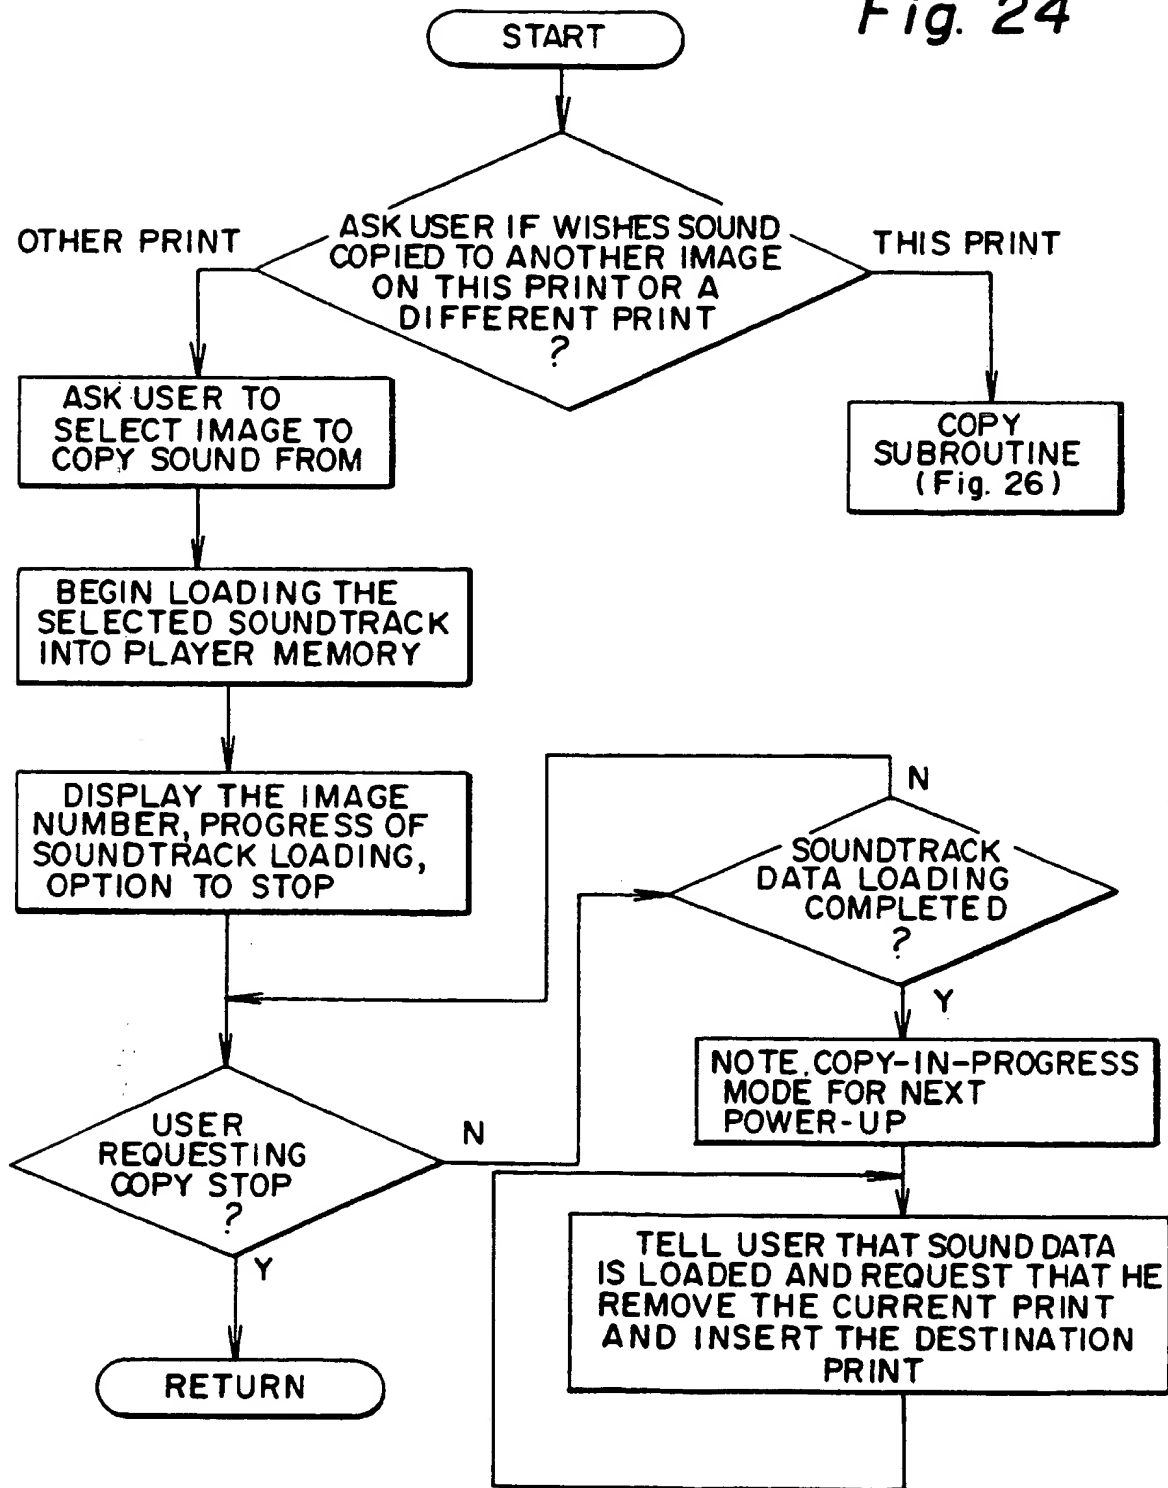 Fig. 24
START
ASK USER IF WISHES SOUND
COPIED TO ANOTHER IMAGE
ON THIS PRINT OR A
DIFFERENT PRINT
?
OTHER PRINT
THIS PRINT
ASK USER TO
SELECT IMAGE TO
COPY SOUND FROM
COPY
SUBROUTINE
(Fig. 26)
BEGIN LOADING THE
SELECTED SOUNDTRACK
INTO PLAYER MEMORY
DISPLAY THE IMAGE
NUMBER, PROGRESS OF
SOUNDTRACK LOADING,
OPTION TO STOP
N
SOUNDTRACK
DATA LOADING
COMPLETED
?
Y
NOTE COPY-IN-PROGRESS
MODE FOR NEXT
POWER-UP
USER
REQUESTING
COPY STOP
?
N
Y
TELL USER THAT SOUND DATA
IS LOADED AND REQUEST THAT HE
REMOVE THE CURRENT PRINT
AND INSERT THE DESTINATION
PRINT
RETURN